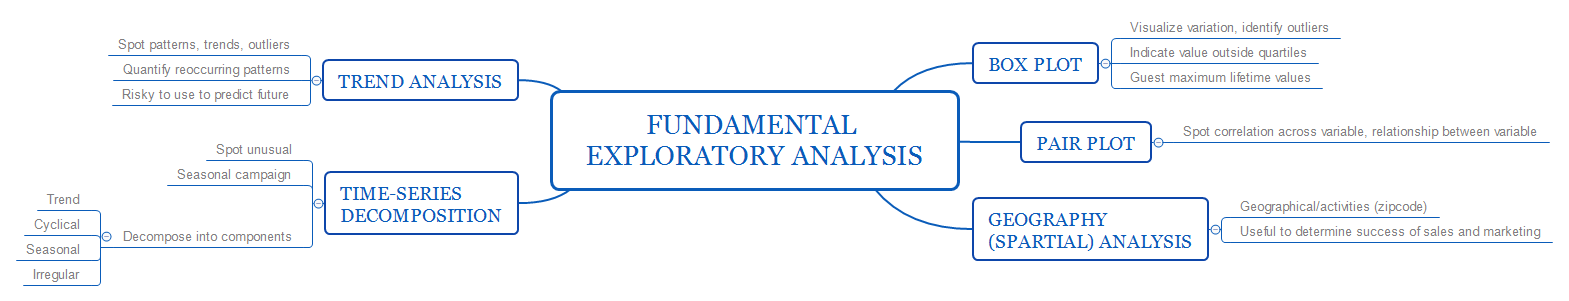 FUNDAMENTAL
EXPLORATORY ANALYSIS
TREND ANALYSIS
Spot patterns, trends, outliers
Quantify reoccurring patterns
Risky to use to predict future
TIME-SERIES
DECOMPOSITION
Spot unusual
Seasonal campaign
Decompose into components
Trend
Cyclical
Seasonal
Irregular
BOX PLOT
Visualize variation, identify outliers
Indicate value outside quartiles
Guest maximum lifetime values
PAIR PLOT
Spot correlation across variable, relationship between variable
GEOGRAPHY
(SPARTIAL) ANALYSIS
Geographical/activities (zipcode)
Useful to determine success of sales and marketing